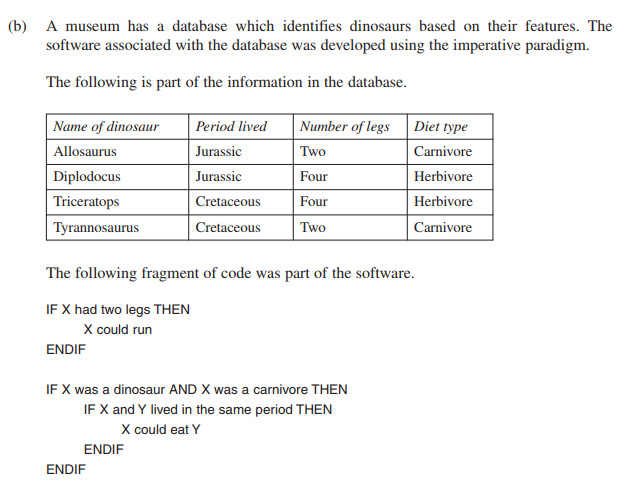 (b) A museum has a database which identifies dinosaurs based on their features. The
software associated with the database was developed using the imperative paradigm.
The following is part of the information in the database.
Name of dinosaur Period lived Number of legs Diet type
Allosaurus Jurassic Two Carnivore
Diplodocus Jurassic Four Herbivore
Triceratops Cretaceous Four Herbivore
Tyrannosaurus Cretaceous Two Carnivore
The following fragment of code was part of the software.
IF X had two legs THEN
X could run
ENDIF
IF X was a dinosaur AND X was a carnivore THEN
IF X and Y lived in the same period THEN
X could eat Y
ENDIF
ENDIF